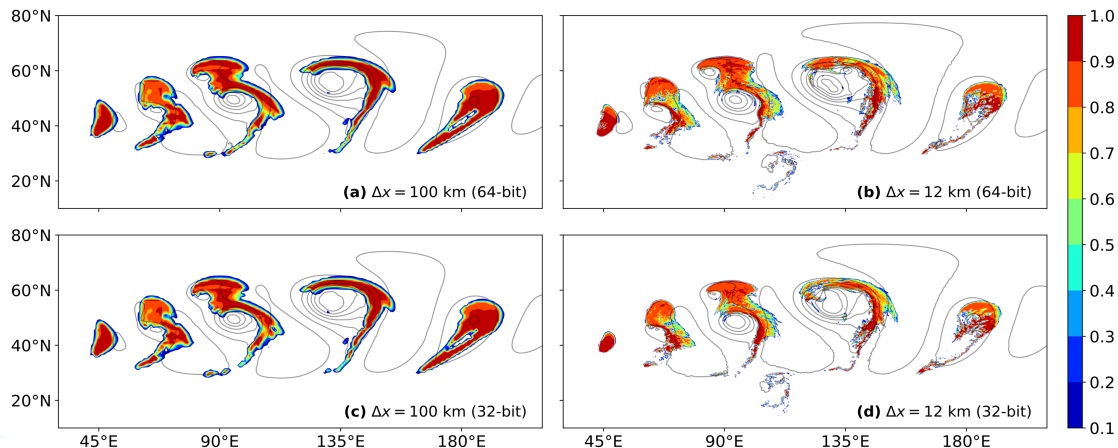 80°N
60°N
40°N
20°N
(a) Δx = 100 km (64-bit)
(b) Δx = 12 km (64-bit)
80°N
60°N
40°N
20°N
(c) Δx = 100 km (32-bit)
(d) Δx = 12 km (32-bit)
45°E 90°E 135°E 180°E
45°E 90°E 135°E 180°E
1.0
0.9
0.8
0.7
0.6
0.5
0.4
0.3
0.2
0.1